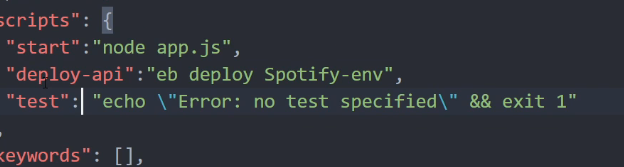 scripts": {
"start":"node app.js",
"deploy-api":"eb deploy Spotify-env",
"test": "echo \"Error: no test specified\" && exit 1"
,
keywords": [],